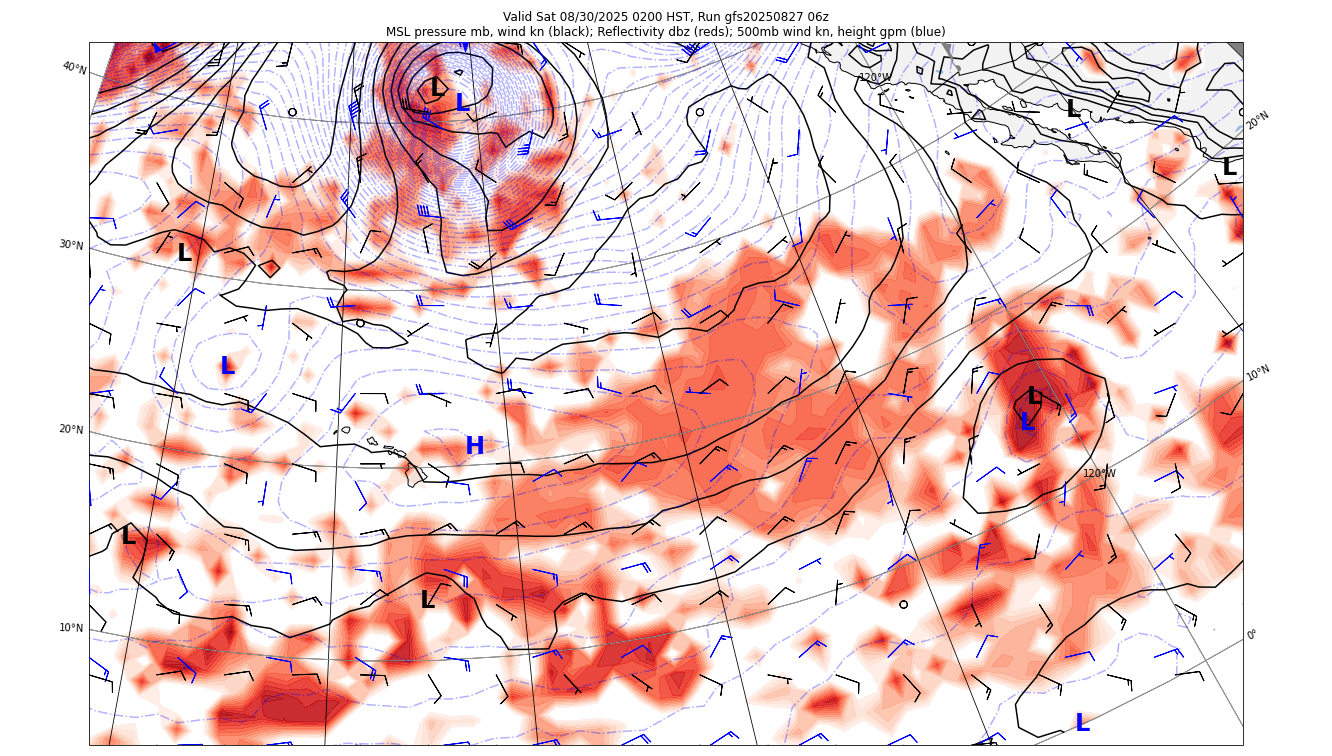 Valid Sat 08/30/2025 0200 HST, Run gfs20250827 06z
MSL pressure mb, wind kn (black); Reflectivity dbz (reds); 500mb wind kn, height gpm (blue)
40°N
120°W
L
L
L
20°N
L
30°N
L
L
10°N
L
L
20°N
H
120°W
L
L
10°N
0°
L